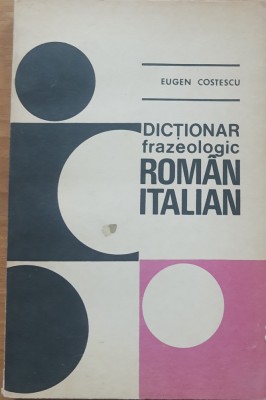 EUGEN COSTESCU
DICȚIONAR
frazeologic
ROMÂN
ITALIAN